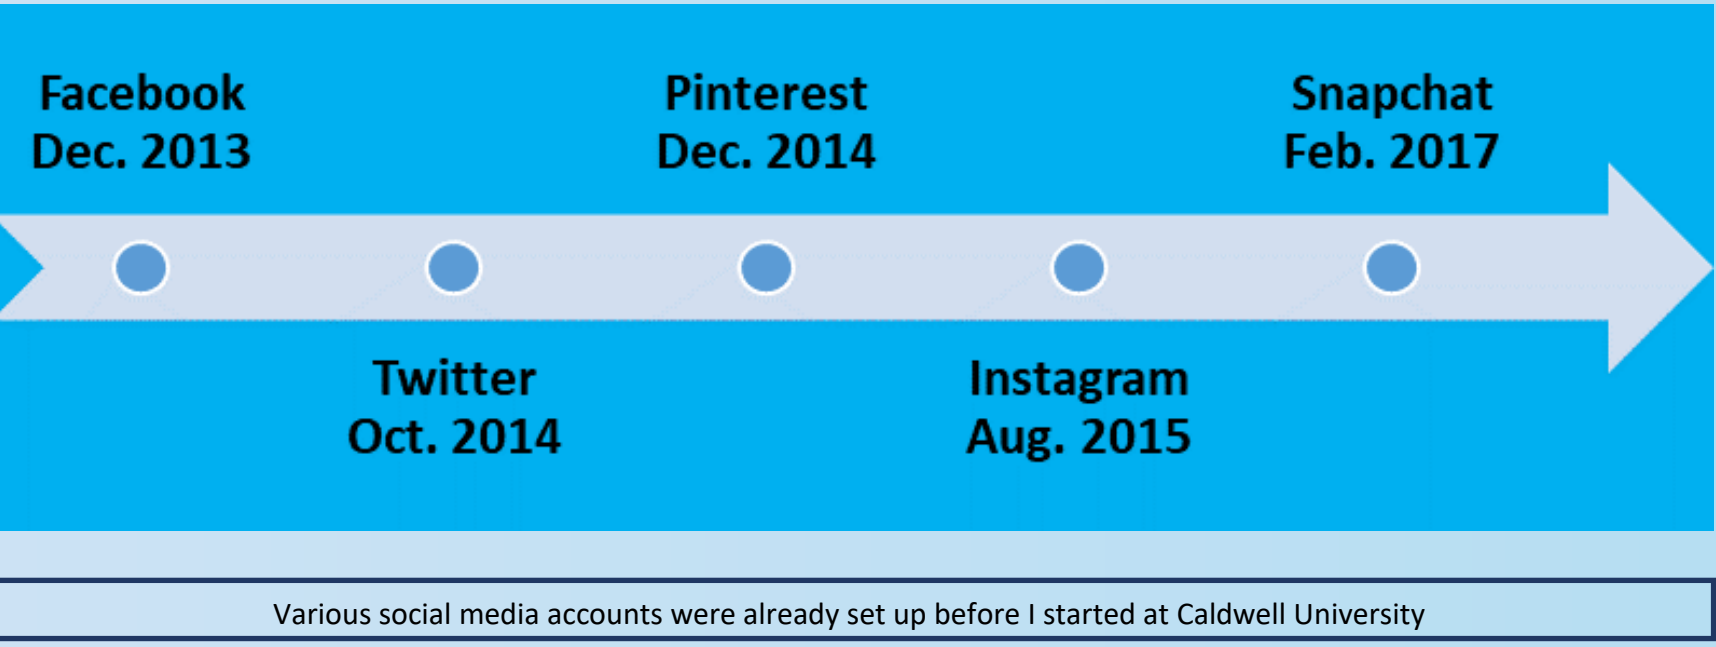 Facebook
Dec. 2013
Pinterest
Dec. 2014
Snapchat
Feb. 2017
Twitter
Oct. 2014
Instagram
Aug. 2015
Various social media accounts were already set up before I started at Caldwell University